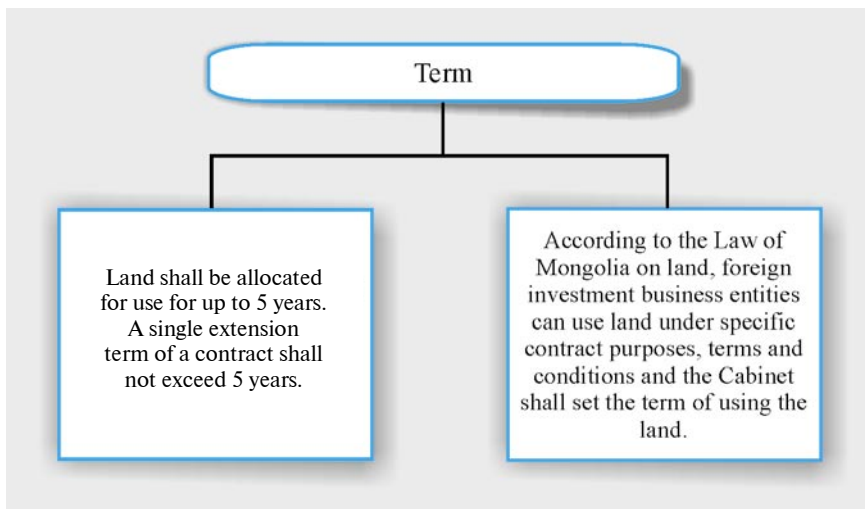 Term
Land shall be allocated
for use for up to 5 years.
A single extension
term of a contract shall
not exceed 5 years.
According to the Law of
Mongolia on land, foreign
investment business entities
can use land under specific
contract purposes, terms and
conditions and the Cabinet
shall set the term of using the
land.